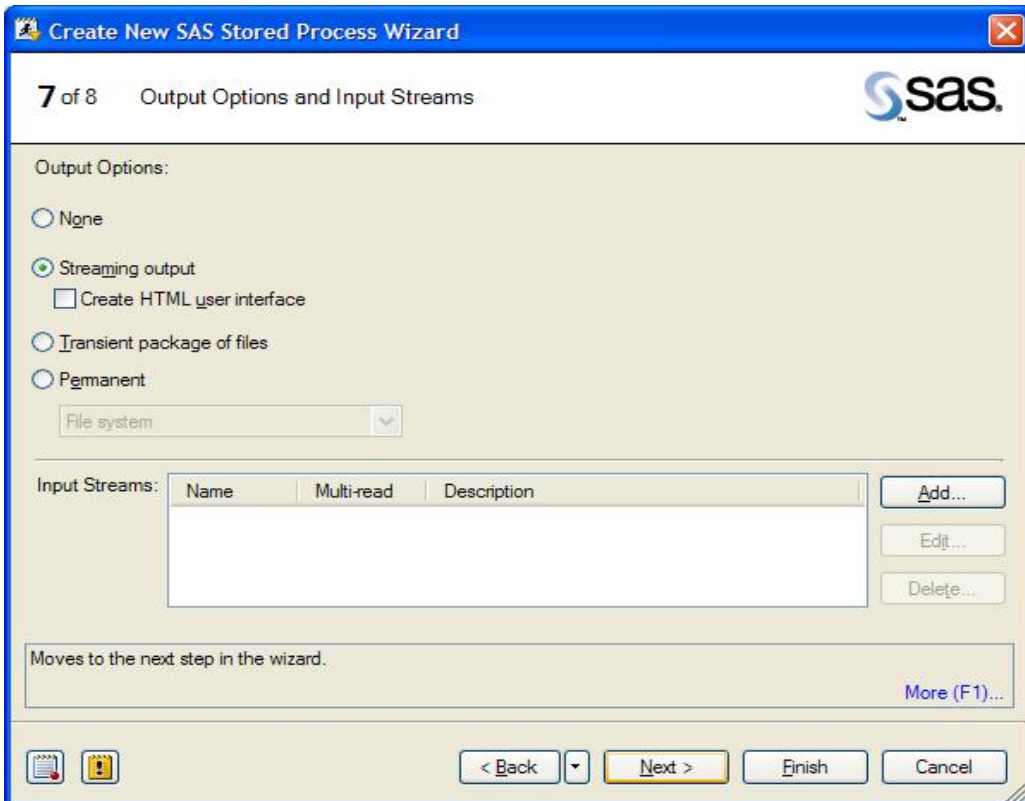 Create New SAS Stored Process Wizard
7 of 8 Output Options and Input Streams
sas.
TM
Output Options:
None
Streaming output
Create HTML user interface
Transient package of files
Permanent
File system
Input Streams:
Name Multi-read Description
Add...
Edit...
Delete...
Moves to the next step in the wizard.
More (F1)...
< Back Next > Finish Cancel